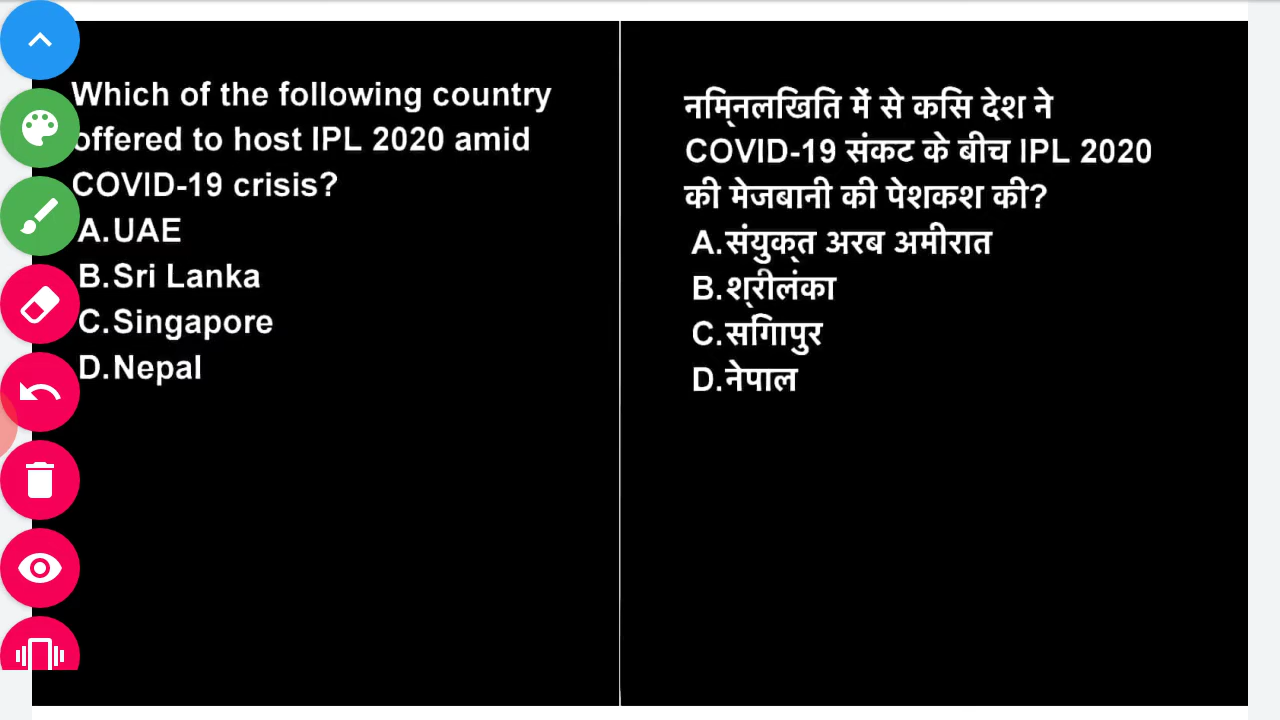 Which of the following country
offered to host IPL 2020 amid
COVID-19 crisis?
A.UAE
B.Sri Lanka
C.Singapore
D.Nepal
नमि्नलखिति में से कसि देश ने
COVID-19 संकट के बीच IPL 2020
की मेजबानी की पेशकश की?
A.संयुक्त अरब अमीरात
B.श्रीलंका
C.सगिापुर
D.नेपाल